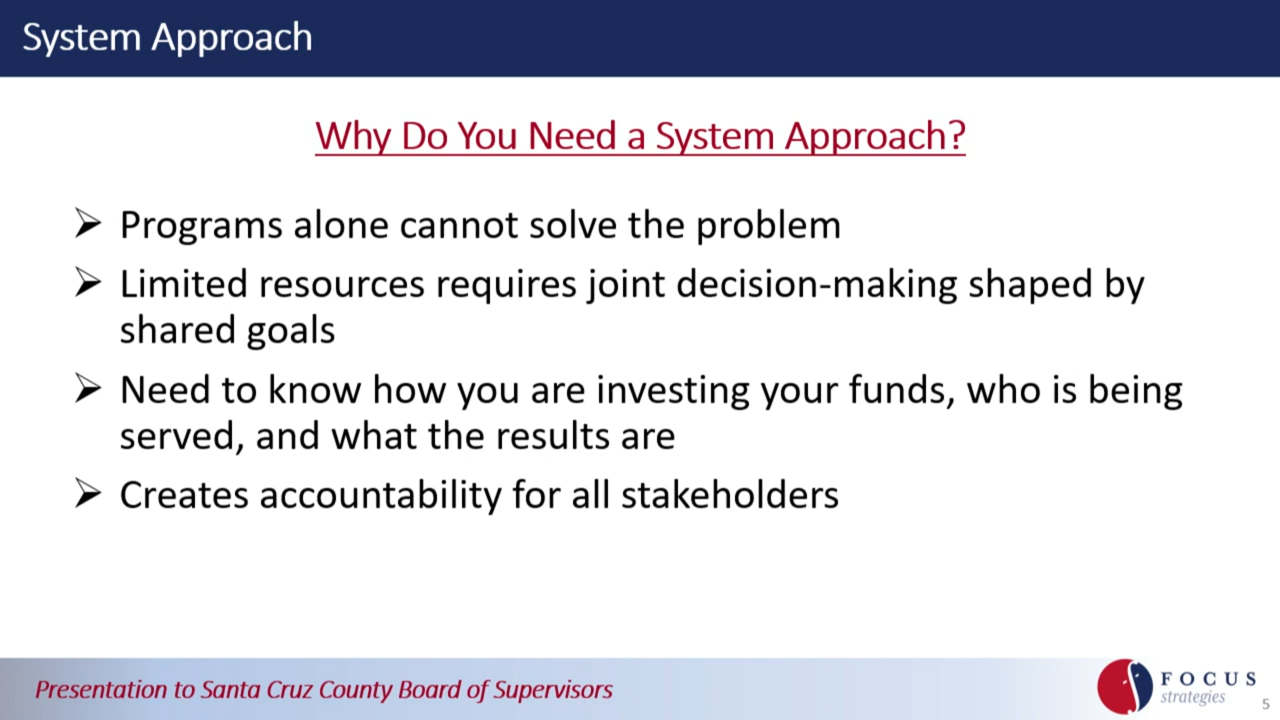 System Approach
Why Do You Need a System Approach?
➢ Programs alone cannot solve the problem
➢ Limited resources requires joint decision-making shaped by
shared goals
➢ Need to know how you are investing your funds, who is being
served, and what the results are
➢ Creates accountability for all stakeholders
Presentation to Santa Cruz County Board of Supervisors
FOCUS
strategies
5